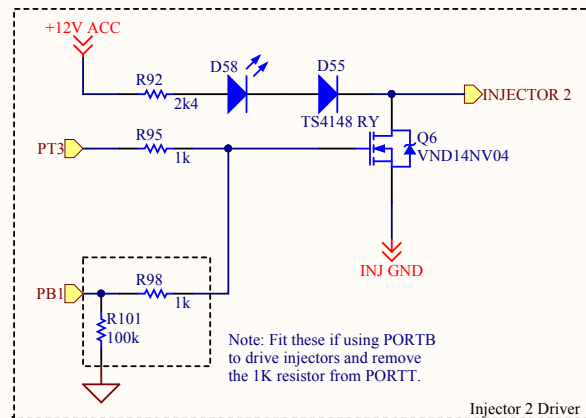 +12V ACC
D58
D55
R92
2k4
TS4148 RY
INJECTOR 2
PT3
R95
1k
Q6
VND14NV04
INJ GND
PB1
R98
1k
R101
100k
Note: Fit these if using PORTB
to drive injectors and remove
the 1K resistor from PORTT.
Injector 2 Driver